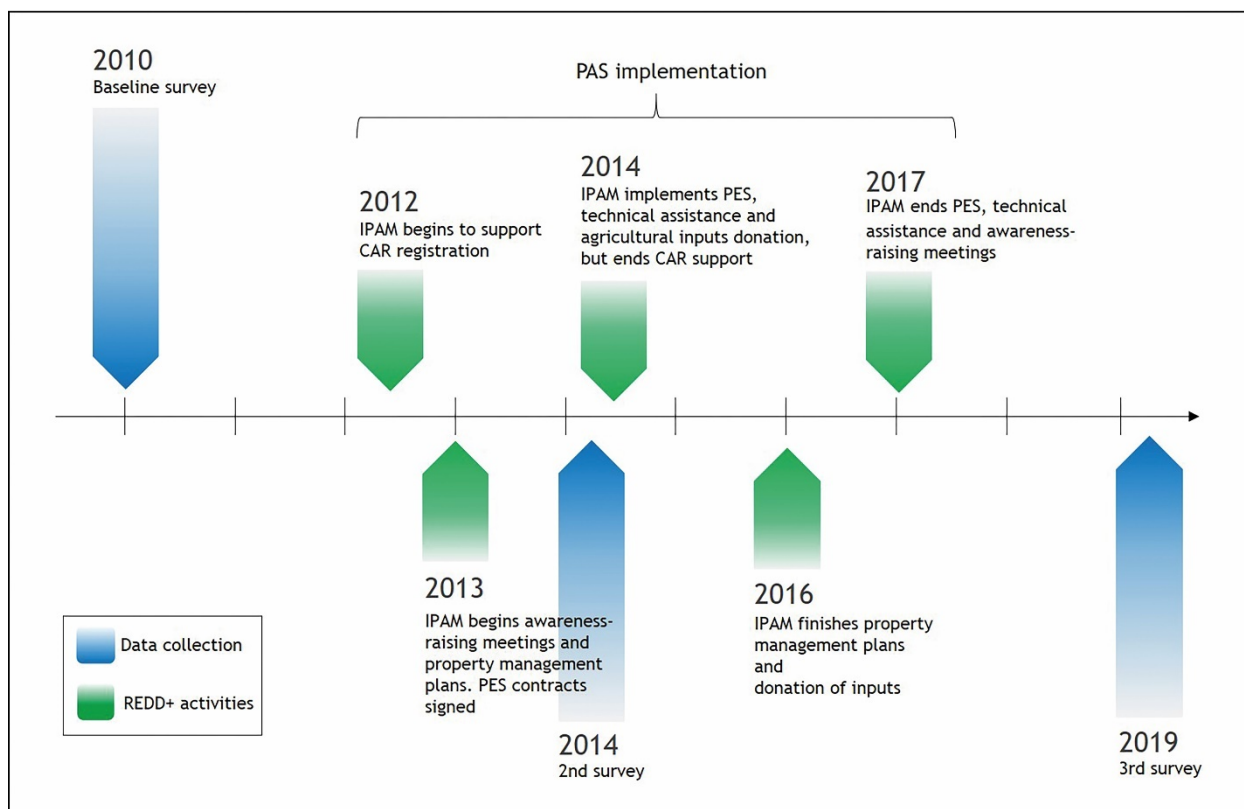 2010
Baseline survey
PAS implementation
2012
IPAM begins to support
CAR registration
2014
IPAM implements PES,
technical assistance and
agricultural inputs donation,
but ends CAR support
2017
IPAM ends PES, technical
assistance and awareness-
raising meetings
2013
IPAM begins awareness-
raising meetings and
property management
plans. PES contracts
signed
2014
2nd survey
2016
IPAM finishes property
management plans
and
donation of inputs
2019
3rd survey
Data collection
REDD+ activities